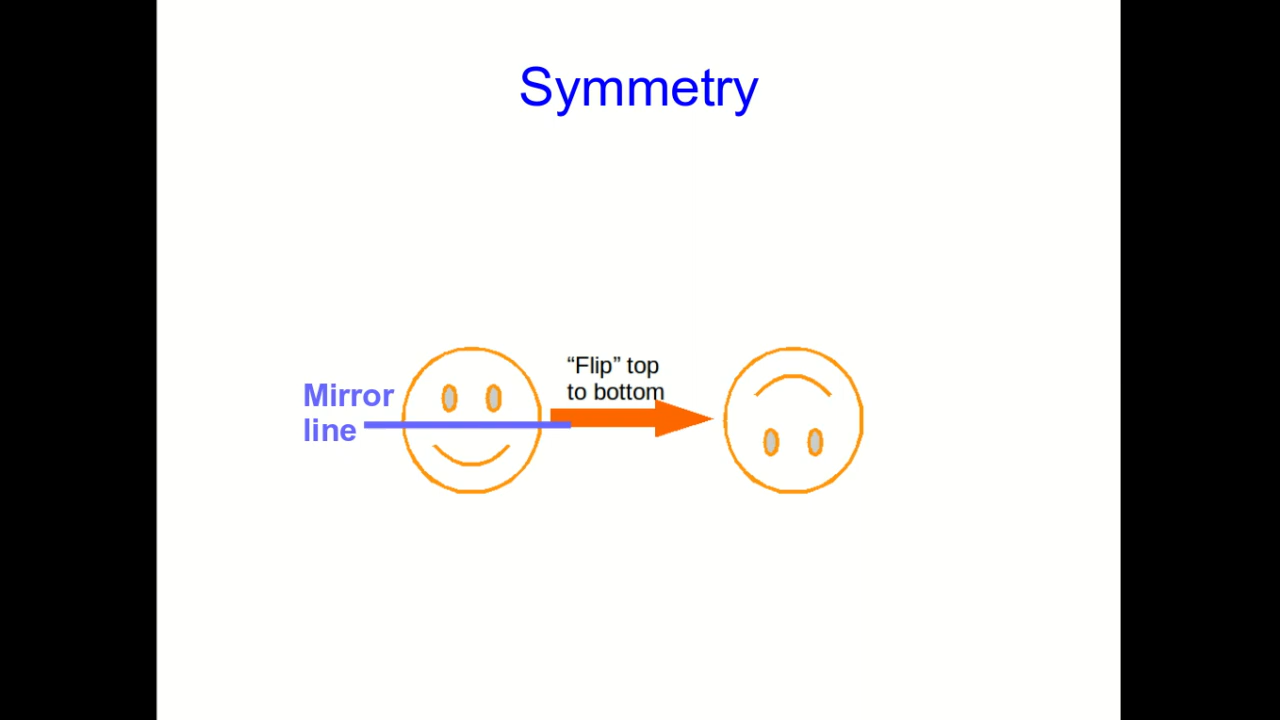 Symmetry
“Flip” top
to bottom
Mirror
line